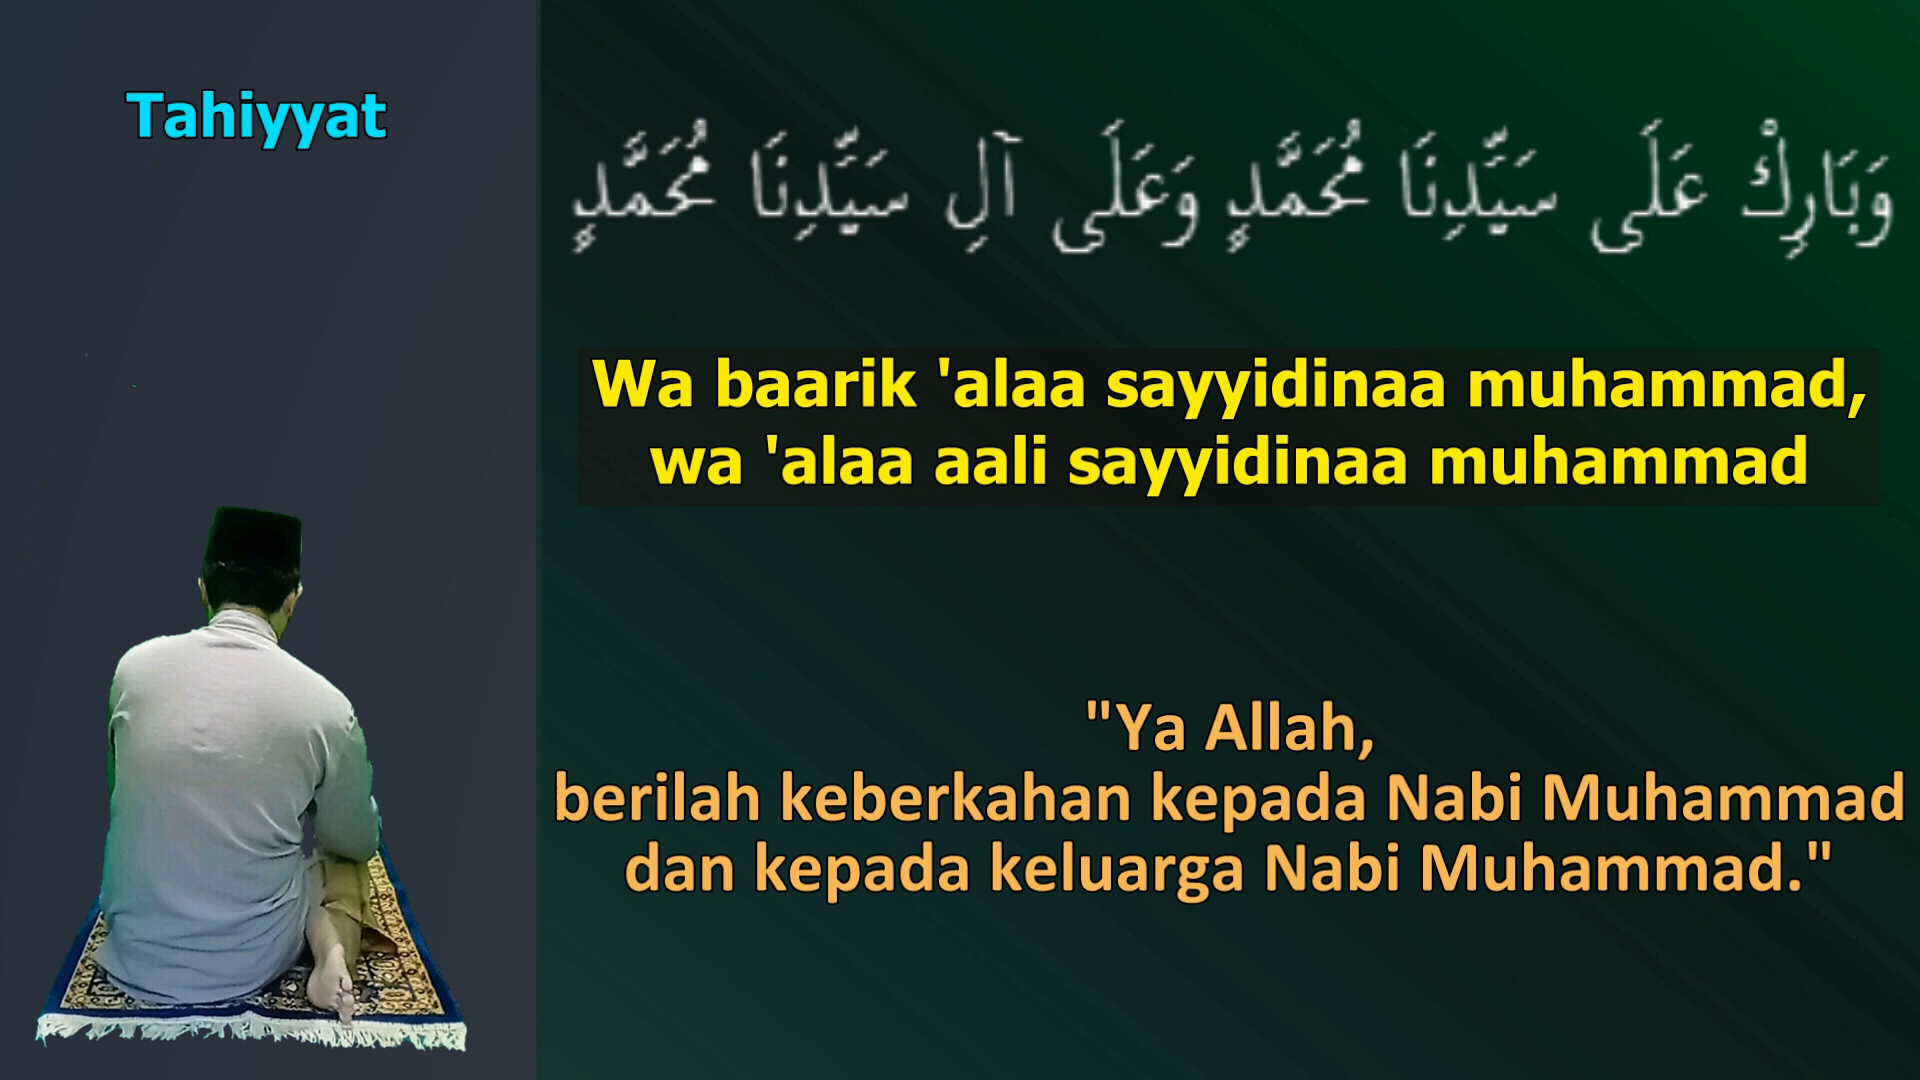 Tahiyyat
وَبَارِكْ عَلَى سَيِّدِنَا مُحَمَّدٍ وَعَلَى آلِ سَيِّدِنَا مُحَمَّدٍ
Wa baarik 'alaa sayyidinaa muhammad,
wa 'alaa aali sayyidinaa muhammad
"Ya Allah,
berilah keberkahan kepada Nabi Muhammad
dan kepada keluarga Nabi Muhammad."